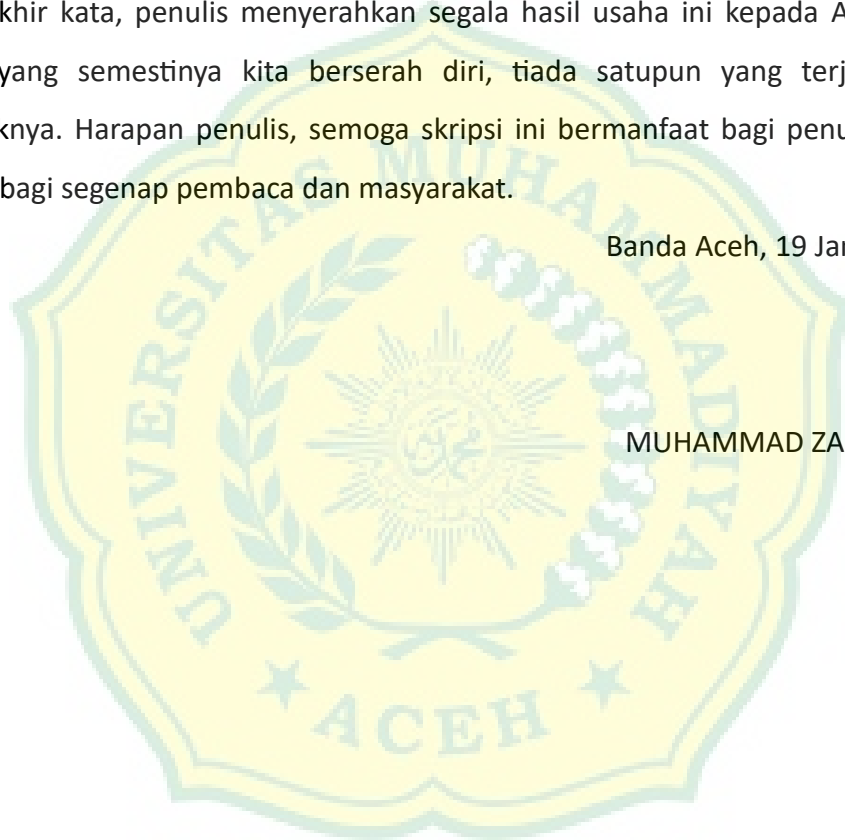 khir kata, penulis menyerahkan segala hasil usaha ini kepada A
yang semestinya kita berserah diri, tiada satupun yang terj
knya. Harapan penulis, semoga skripsi ini bermanfaat bagi penu
bagi segenap pembaca dan masyarakat.
Banda Aceh, 19 Jan
MUHAMMAD ZA
UNIVERSITAS MUHAMMADIYAH
ACEH